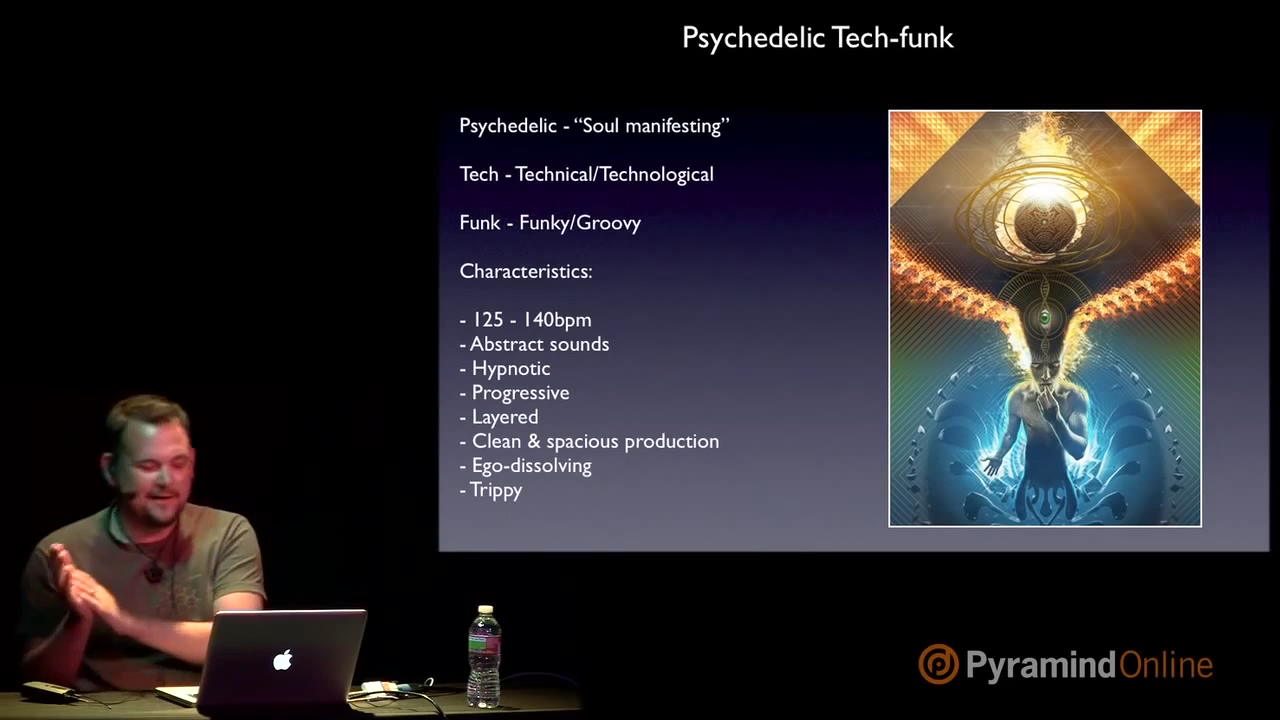 Psychedelic Tech-funk
Psychedelic - “Soul manifesting”
Tech - Technical/Technological
Funk - Funky/Groovy
Characteristics:
- 125 - 140bpm
- Abstract sounds
- Hypnotic
- Progressive
- Layered
- Clean & spacious production
- Ego-dissolving
- Trippy
PyramindOnline